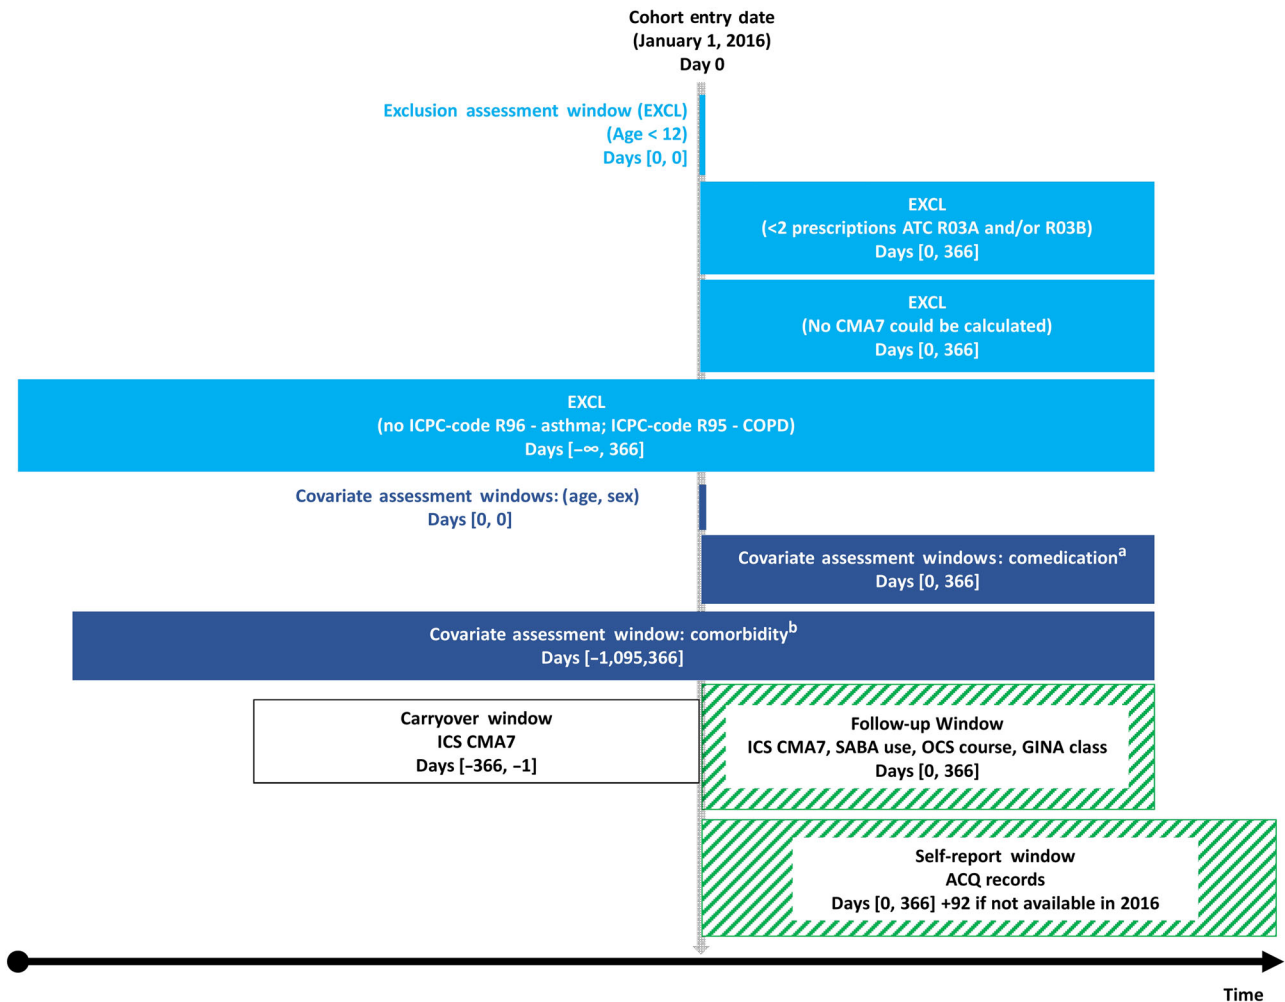 Cohort entry date
(January 1, 2016)
Day 0
Exclusion assessment window (EXCL)
(Age < 12)
Days [0, 0]
EXCL
(<2 prescriptions ATC R03A and/or R03B)
Days [0, 366]
EXCL
(No CMA7 could be calculated)
Days [0, 366]
EXCL
(no ICPC-code R96 - asthma; ICPC-code R95 - COPD)
Days [−∞, 366]
Covariate assessment windows: (age, sex)
Days [0, 0]
Covariate assessment windows: comedicationᵃ
Days [0, 366]
Covariate assessment window: comorbidityᵇ
Days [−1,095,366]
Carryover window
ICS CMA7
Days [−366, −1]
Follow-up Window
ICS CMA7, SABA use, OCS course, GINA class
Days [0, 366]
Self-report window
ACQ records
Days [0, 366] +92 if not available in 2016
Time